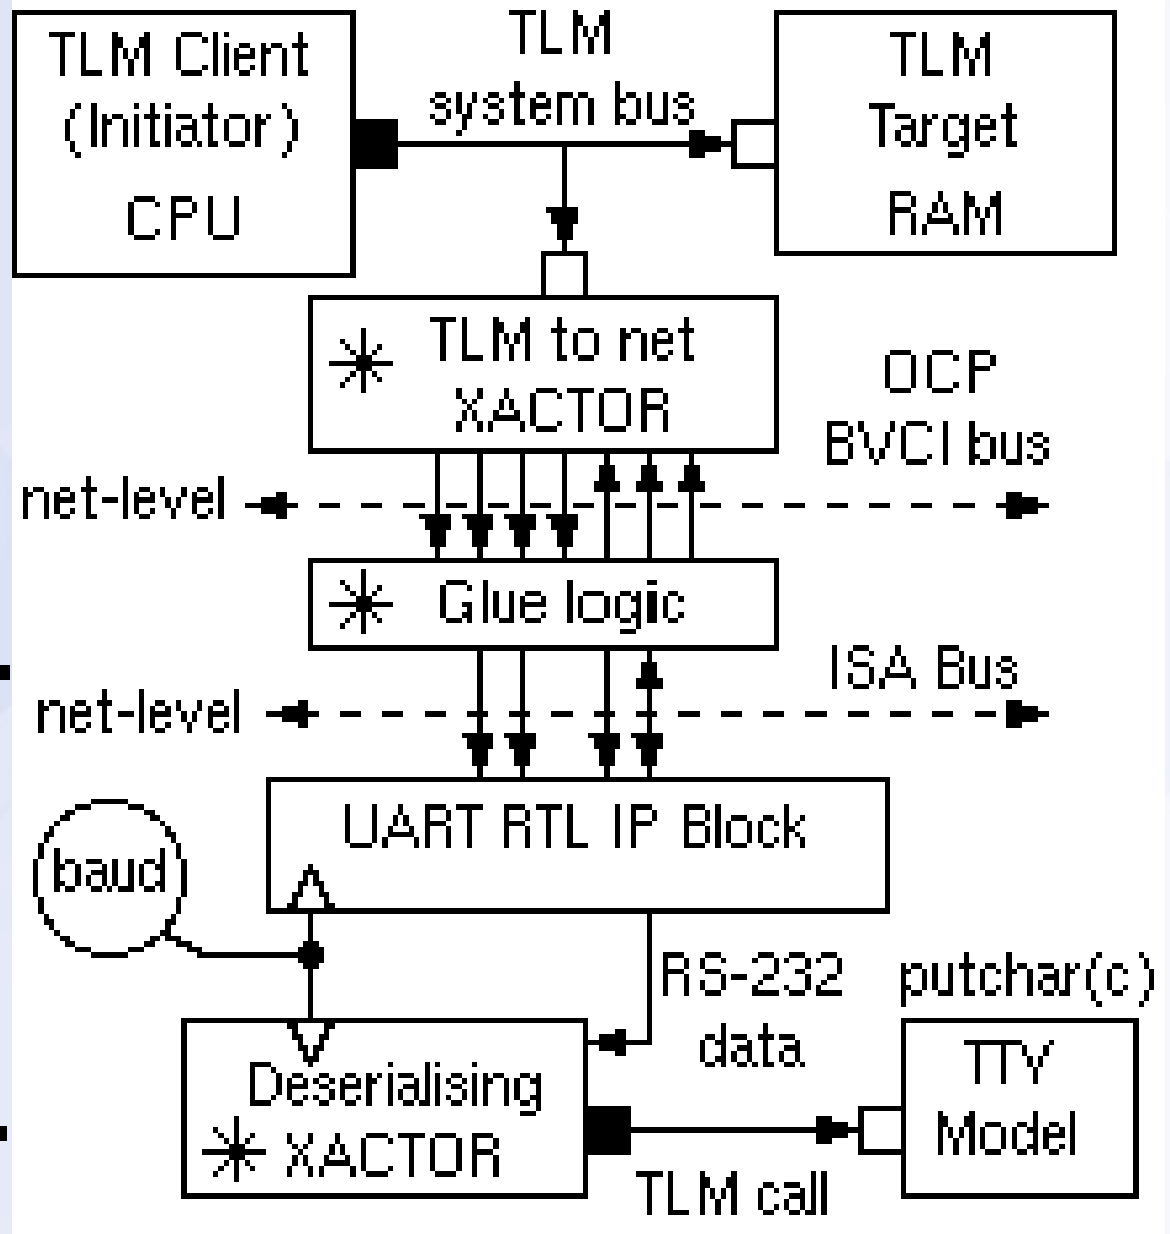 TLM Client
(Initiator)
CPU
TLM
system bus
TLM
Target
RAM
TLM to net
XACTOR
OCP
BVCI bus
net-level
Glue logic
ISA Bus
net-level
UART RTL IP Block
baud
RS-232
data
putchar(c)
Deserialising
XACTOR
TTY
Model
TLM call